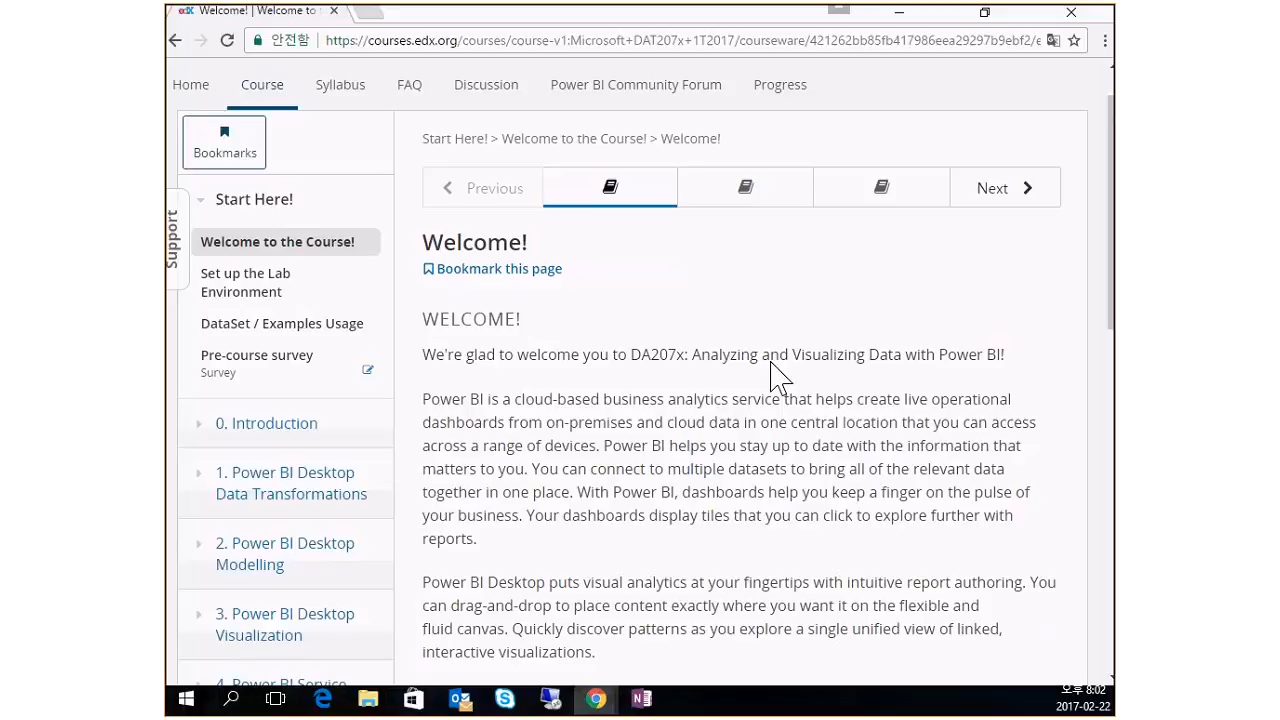 edX Welcome! | Welcome to
안전함 https://courses.edx.org/courses/course-v1:Microsoft+DAT207x+1T2017/courseware/421262bb85fb417986eea29297b9ebf2/e
Home Course Syllabus FAQ Discussion Power BI Community Forum Progress
Bookmarks
Support
Start Here!
Welcome to the Course!
Set up the Lab
Environment
DataSet / Examples Usage
Pre-course survey
Survey
0. Introduction
1. Power BI Desktop
Data Transformations
2. Power BI Desktop
Modelling
3. Power BI Desktop
Visualization
4. Power BI Service
Start Here! > Welcome to the Course! > Welcome!
Previous Next
Welcome!
Bookmark this page
WELCOME!
We're glad to welcome you to DA207x: Analyzing and Visualizing Data with Power BI!
Power BI is a cloud-based business analytics service that helps create live operational
dashboards from on-premises and cloud data in one central location that you can access
across a range of devices. Power BI helps you stay up to date with the information that
matters to you. You can connect to multiple datasets to bring all of the relevant data
together in one place. With Power BI, dashboards help you keep a finger on the pulse of
your business. Your dashboards display tiles that you can click to explore further with
reports.
Power BI Desktop puts visual analytics at your fingertips with intuitive report authoring. You
can drag-and-drop to place content exactly where you want it on the flexible and
fluid canvas. Quickly discover patterns as you explore a single unified view of linked,
interactive visualizations.
오후 8:02
2017-02-22